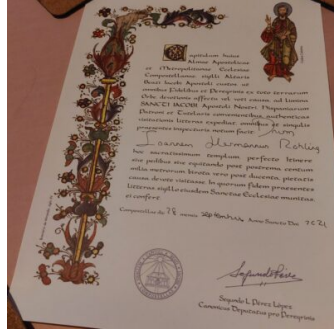 Capitulum huius
Almae Apostolicae
et Metropolitanae Ecclesiae
Compostellanae sigilli Altaris
Beati Iacobi Apostoli custos ut
omnibus Fidelibus et Peregrinis ex toto terrarum
Orbe, devotionis affectu vel voti causa, ad limina
SANCTI IACOBI, Apostoli Nostri, Hispaniarum
Patroni et Tutelaris convenientibus, authenticas
visitationis litteras expediat, omnibus et singulis
praesentes inspecturis notum facit:
Ioannem Hermannum
hoc sacratissimum templum, perfecto itinere
sive pedibus sive equitando post postrema centum
milia metrorum, birota vero post ducenta, pietatis
causa, devote visitasse. In quorum fidem praesentes
litteras sigillo eiusdem Sanctae Ecclesiae munitas
ei confert.
Compostellae die 28 mensis Anno Dni 2021
Segundo Pérez
Segundo L. Pérez López
Canonicus Deputatus pro Peregrinis